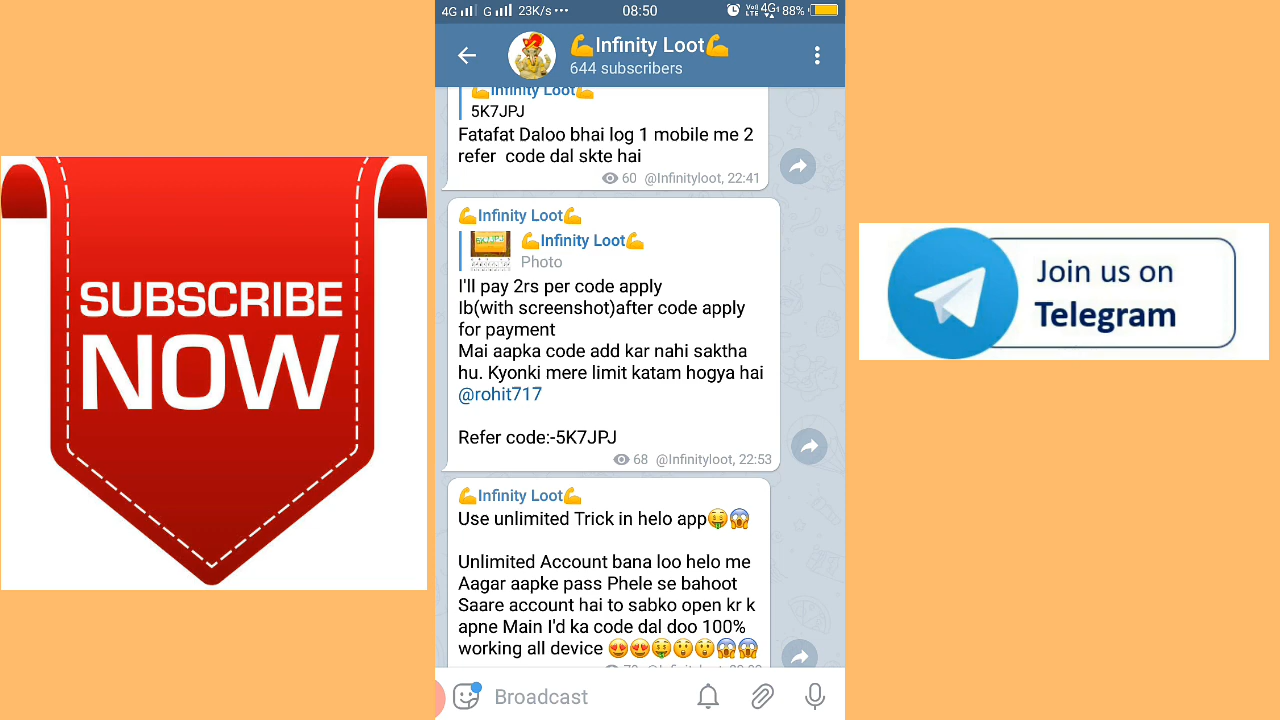 SUBSCRIBE
NOW
4G G 23K/s ••• 08:50 VoII LTE 4G 88%
💪Infinity Loot💪
644 subscribers
💪Infinity Loot💪
5K7JPJ
Fatafat Daloo bhai log 1 mobile me 2
refer code dal skte hai
60 @Infinityloot, 22:41
💪Infinity Loot💪
💪Infinity Loot💪
Photo
I'll pay 2rs per code apply
Ib(with screenshot)after code apply
for payment
Mai aapka code add kar nahi saktha
hu. Kyonki mere limit katam hogya hai
@rohit717
Refer code:-5K7JPJ
68 @Infinityloot, 22:53
💪Infinity Loot💪
Use unlimited Trick in helo app🤑😱
Unlimited Account bana loo helo me
Aagar aapke pass Phele se bahoot
Saare account hai to sabko open kr k
apne Main I'd ka code dal doo 100%
working all device 😍😍🤑😲😲😱😱
Broadcast
Join us on
Telegram